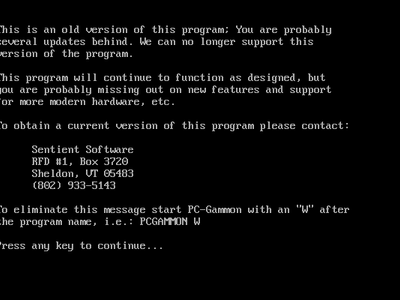 This is an old version of this program; You are probably
several updates behind. We can no longer support this
version of the program.
This program will continue to function as designed, but
you are probably missing out on new features and support
for more modern hardware, etc.
To obtain a current version of this program please contact:
Sentient Software
RFD #1, Box 3720
Sheldon, VT 05483
(802) 933-5143
To eliminate this message start PC-Gammon with an "W" after
the program name, i.e.: PCGAMMON W
Press any key to continue...